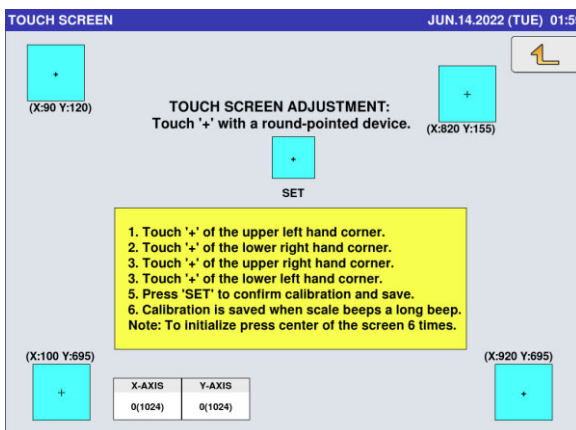 TOUCH SCREEN JUN.14.2022 (TUE) 01:59
+
(X:90 Y:120)
+
(X:820 Y:155)
TOUCH SCREEN ADJUSTMENT:
Touch '+' with a round-pointed device.
+
SET
1. Touch '+' of the upper left hand corner.
2. Touch '+' of the lower right hand corner.
3. Touch '+' of the upper right hand corner.
3. Touch '+' of the lower left hand corner.
5. Press 'SET' to confirm calibration and save.
6. Calibration is saved when scale beeps a long beep.
Note: To initialize press center of the screen 6 times.
(X:100 Y:695)
+
X-AXIS Y-AXIS
0(1024) 0(1024)
(X:920 Y:695)
+